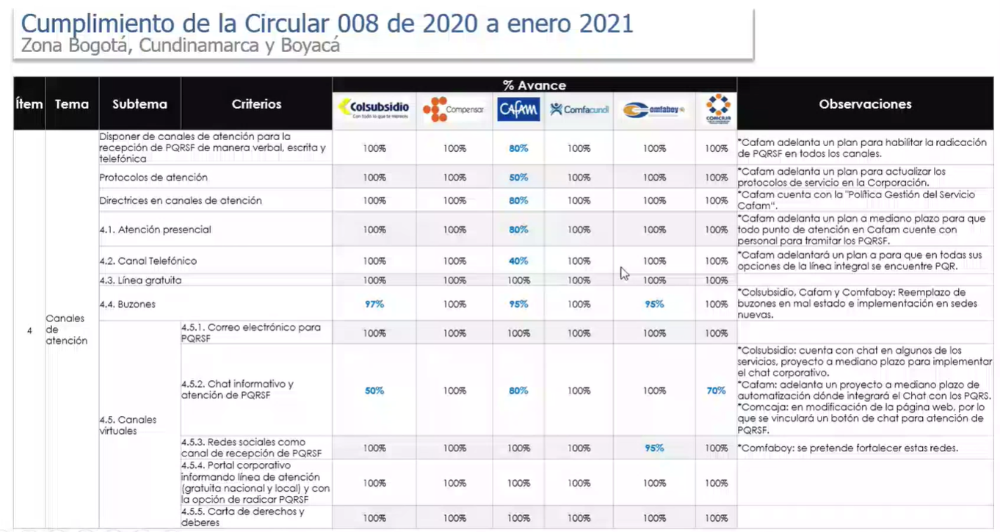 Cumplimiento de la Circular 008 de 2020 a enero 2021
Zona Bogotá, Cundinamarca y Boyacá
Ítem Tema Subtema Criterios % Avance Observaciones
Colsubsidio
Con todo lo que te mereces
Compensar
CAFAM
Comfacundi
Comfaboy
COMCAJA
Disponer de canales de atención para la
recepción de PQRSF de manera verbal, escrita y
telefónica
100% 100% 80% 100% 100% 100%
*Cafam adelanta un plan para habilitar la radicación
de PQRSF en todos los canales.
Protocolos de atención
100% 100% 50% 100% 100% 100%
*Cafam adelanta un plan para actualizar los
protocolos de servicio en la Corporación.
Directrices en canales de atención
100% 100% 80% 100% 100% 100%
*Cafam cuenta con la "Política Gestión del Servicio
Cafam".
4.1. Atención presencial
100% 100% 80% 100% 100% 100%
*Cafam adelanta un plan a mediano plazo para que
todo punto de atención en Cafam cuente con
personal para tramitar los PQRSF.
4.2. Canal Telefónico
100% 100% 40% 100% 100% 100%
*Cafam adelantará un plan a para que en todas sus
opciones de la línea integral se encuentre PQR.
4.3. Línea gratuita
100% 100% 100% 100% 100% 100%
4.4. Buzones
97% 100% 95% 100% 95% 100%
*Colsubsidio, Cafam y Comfaboy: Reemplazo de
buzones en mal estado e implementación en sedes
nuevas.
4
Canales
de
atención
4.5. Canales
virtuales
4.5.1. Correo electrónico para
PQRSF
100% 100% 100% 100% 100% 100%
4.5.2. Chat informativo y
atención de PQRSF
50% 100% 80% 100% 100% 70%
*Colsubsidio: cuenta con chat en algunos de los
servicios, proyecto a mediano plazo para implementar
el chat corporativo.
*Cafam: adelanta un proyecto a mediano plazo de
automatización dónde integrará el Chat con los PQRS.
*Comcaja: en modificación de la página web, por lo
que se vinculará un botón de chat para atención de
PQRSF.
4.5.3. Redes sociales como
canal de recepción de PQRSF
100% 100% 100% 100% 95% 100%
*Comfaboy: se pretende fortalecer estas redes.
4.5.4. Portal corporativo
informando línea de atención
(gratuita nacional y local) y con
la opción de radicar PQRSF
100% 100% 100% 100% 100% 100%
4.5.5. Carta de derechos y
deberes
100% 100% 100% 100% 100% 100%